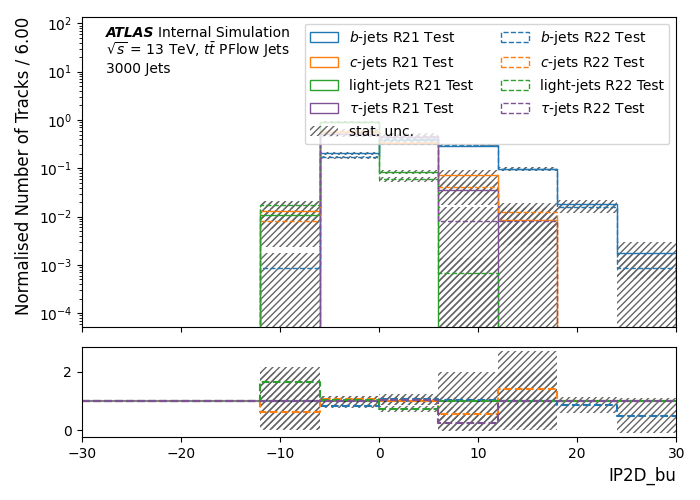 ATLAS Internal Simulation
√s = 13 TeV, tt̄ PFlow Jets
3000 Jets
b-jets R21 Test
c-jets R21 Test
light-jets R21 Test
τ-jets R21 Test
stat. unc.
b-jets R22 Test
c-jets R22 Test
light-jets R22 Test
τ-jets R22 Test
Normalised Number of Tracks / 6.00
10²
10¹
10⁰
10⁻¹
10⁻²
10⁻³
10⁻⁴
2
0
−30 −20 −10 0 10 20 30
IP2D_bu